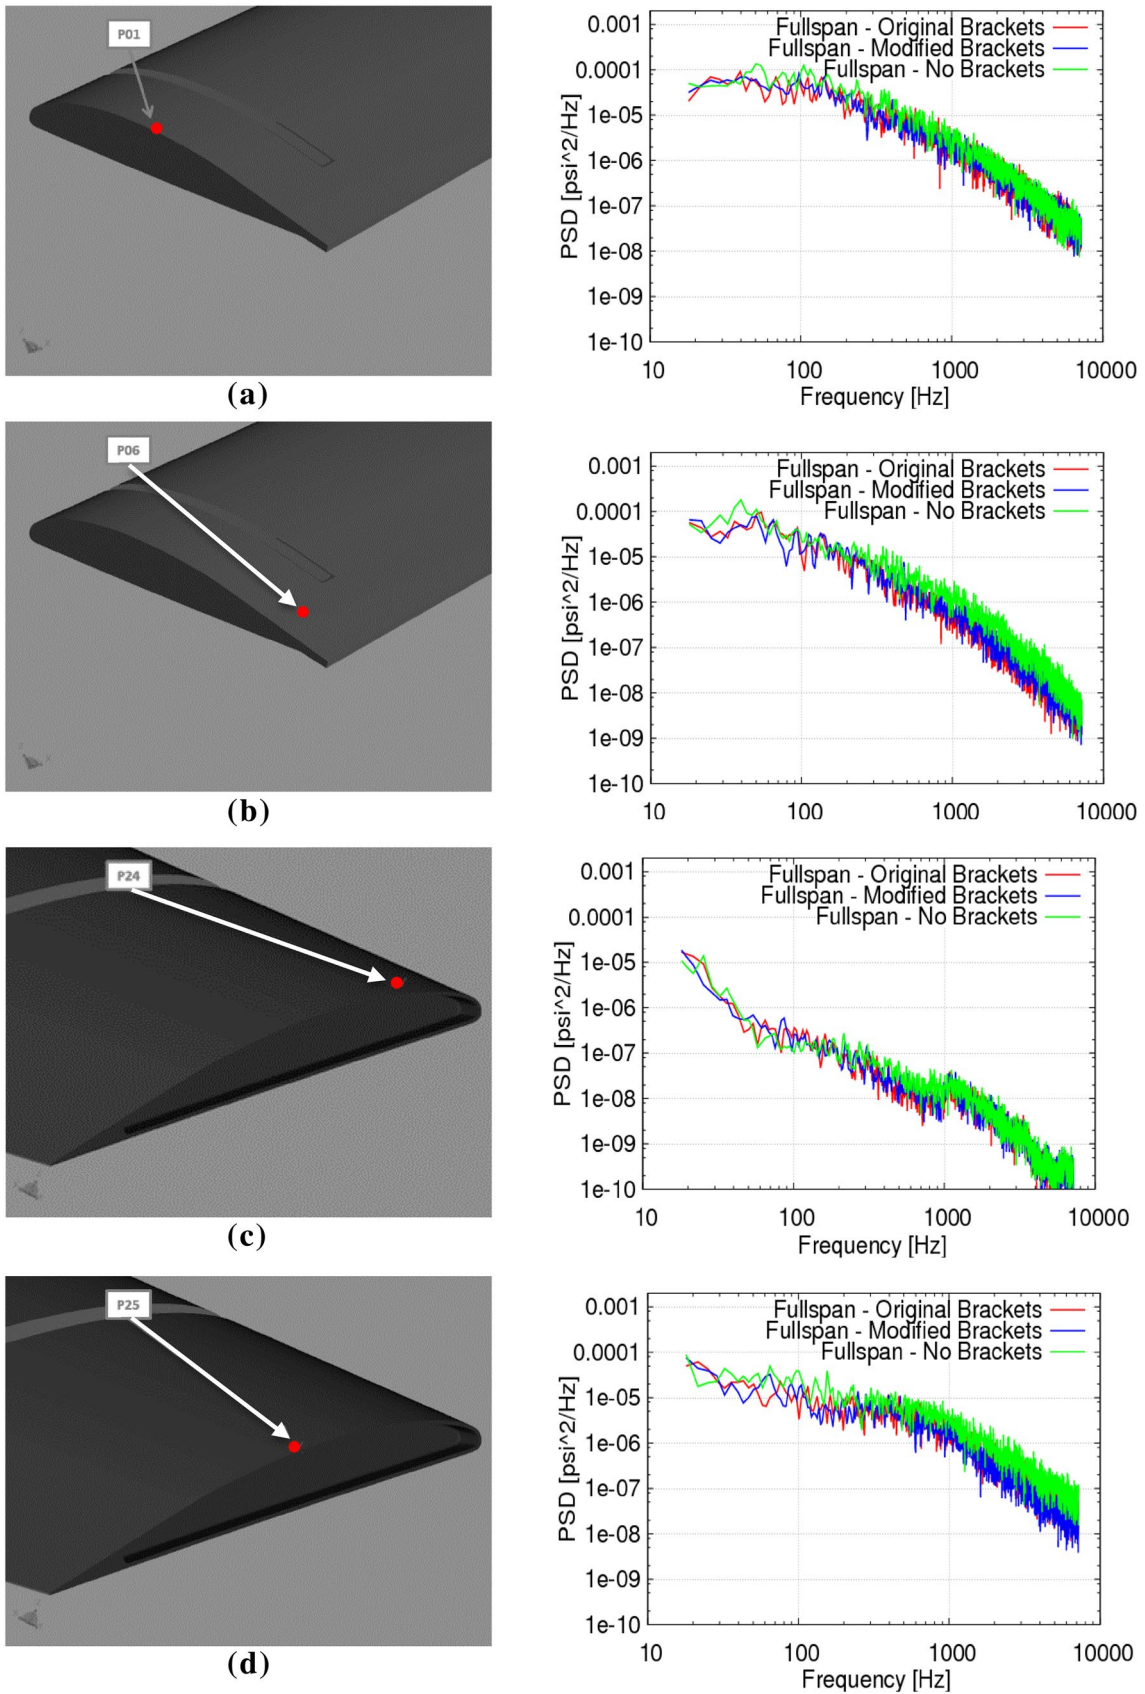 P01
0.001
0.0001
1e-05
1e-06
1e-07
1e-08
1e-09
1e-10
PSD [psi^2/Hz]
Fullspan - Original Brackets
Fullspan - Modified Brackets
Fullspan - No Brackets
10 100 1000 10000
Frequency [Hz]
(a)
P06
0.001
0.0001
1e-05
1e-06
1e-07
1e-08
1e-09
1e-10
PSD [psi^2/Hz]
Fullspan - Original Brackets
Fullspan - Modified Brackets
Fullspan - No Brackets
10 100 1000 10000
(b)
P24
0.001
0.0001
1e-05
1e-06
1e-07
1e-08
1e-09
1e-10
PSD [psi^2/Hz]
Fullspan - Original Brackets
Fullspan - Modified Brackets
Fullspan - No Brackets
10 100 1000 10000
Frequency [Hz]
(c)
P25
0.001
0.0001
1e-05
1e-06
1e-07
1e-08
1e-09
1e-10
PSD [psi^2/Hz]
Fullspan - Original Brackets
Fullspan - Modified Brackets
Fullspan - No Brackets
10 100 1000 10000
Frequency [Hz]
(d)